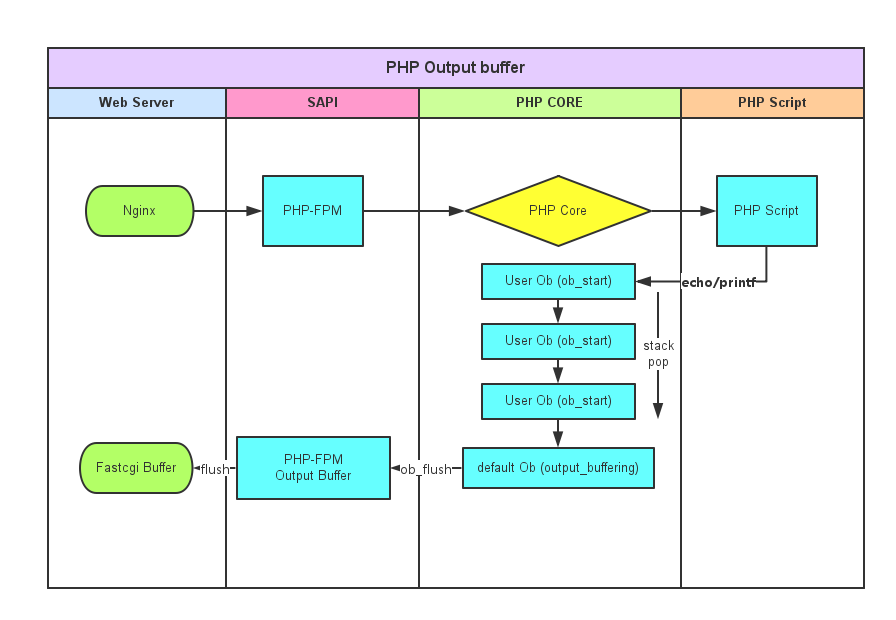 PHP Output buffer
Web Server
SAPI
PHP CORE
PHP Script
Nginx
PHP-FPM
PHP Core
PHP Script
User Ob (ob_start)
echo/printf
User Ob (ob_start)
stack
pop
User Ob (ob_start)
Fastcgi Buffer
flush
PHP-FPM
Output Buffer
ob_flush
default Ob (output_buffering)